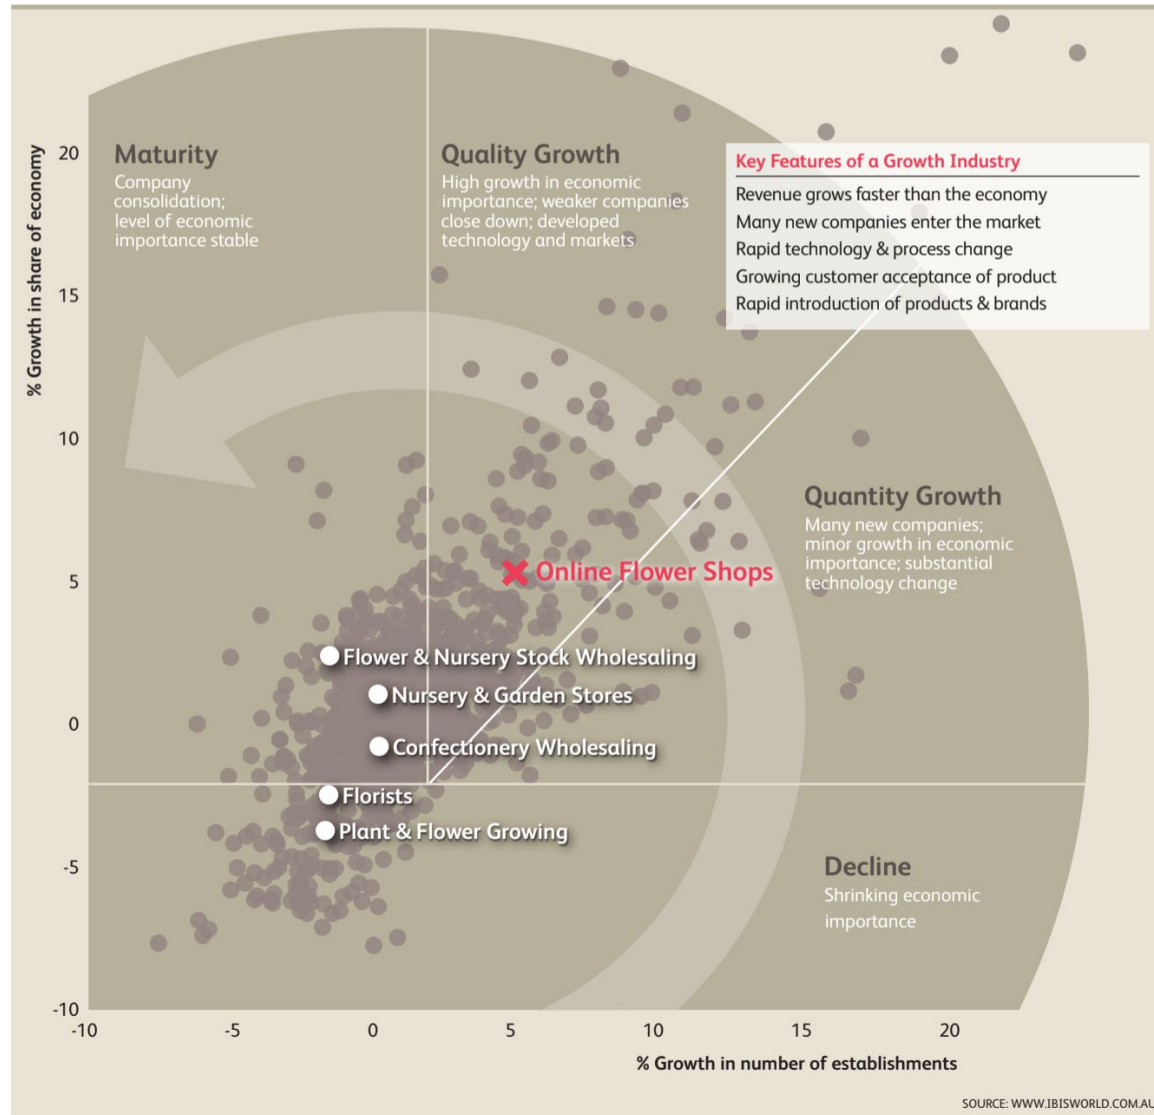 % Growth in share of economy
20
15
10
5
0
-5
-10
Maturity
Company
consolidation;
level of economic
importance stable
Quality Growth
High growth in economic
importance; weaker companies
close down; developed
technology and markets
Key Features of a Growth Industry
Revenue grows faster than the economy
Many new companies enter the market
Rapid technology & process change
Growing customer acceptance of product
Rapid introduction of products & brands
Quantity Growth
Many new companies;
minor growth in economic
importance; substantial
technology change
Online Flower Shops
Flower & Nursery Stock Wholesaling
Nursery & Garden Stores
Confectionery Wholesaling
Florists
Plant & Flower Growing
Decline
Shrinking economic
importance
-10
-5
0
5
10
15
20
% Growth in number of establishments
SOURCE: WWW.IBISWORLD.COM.AU